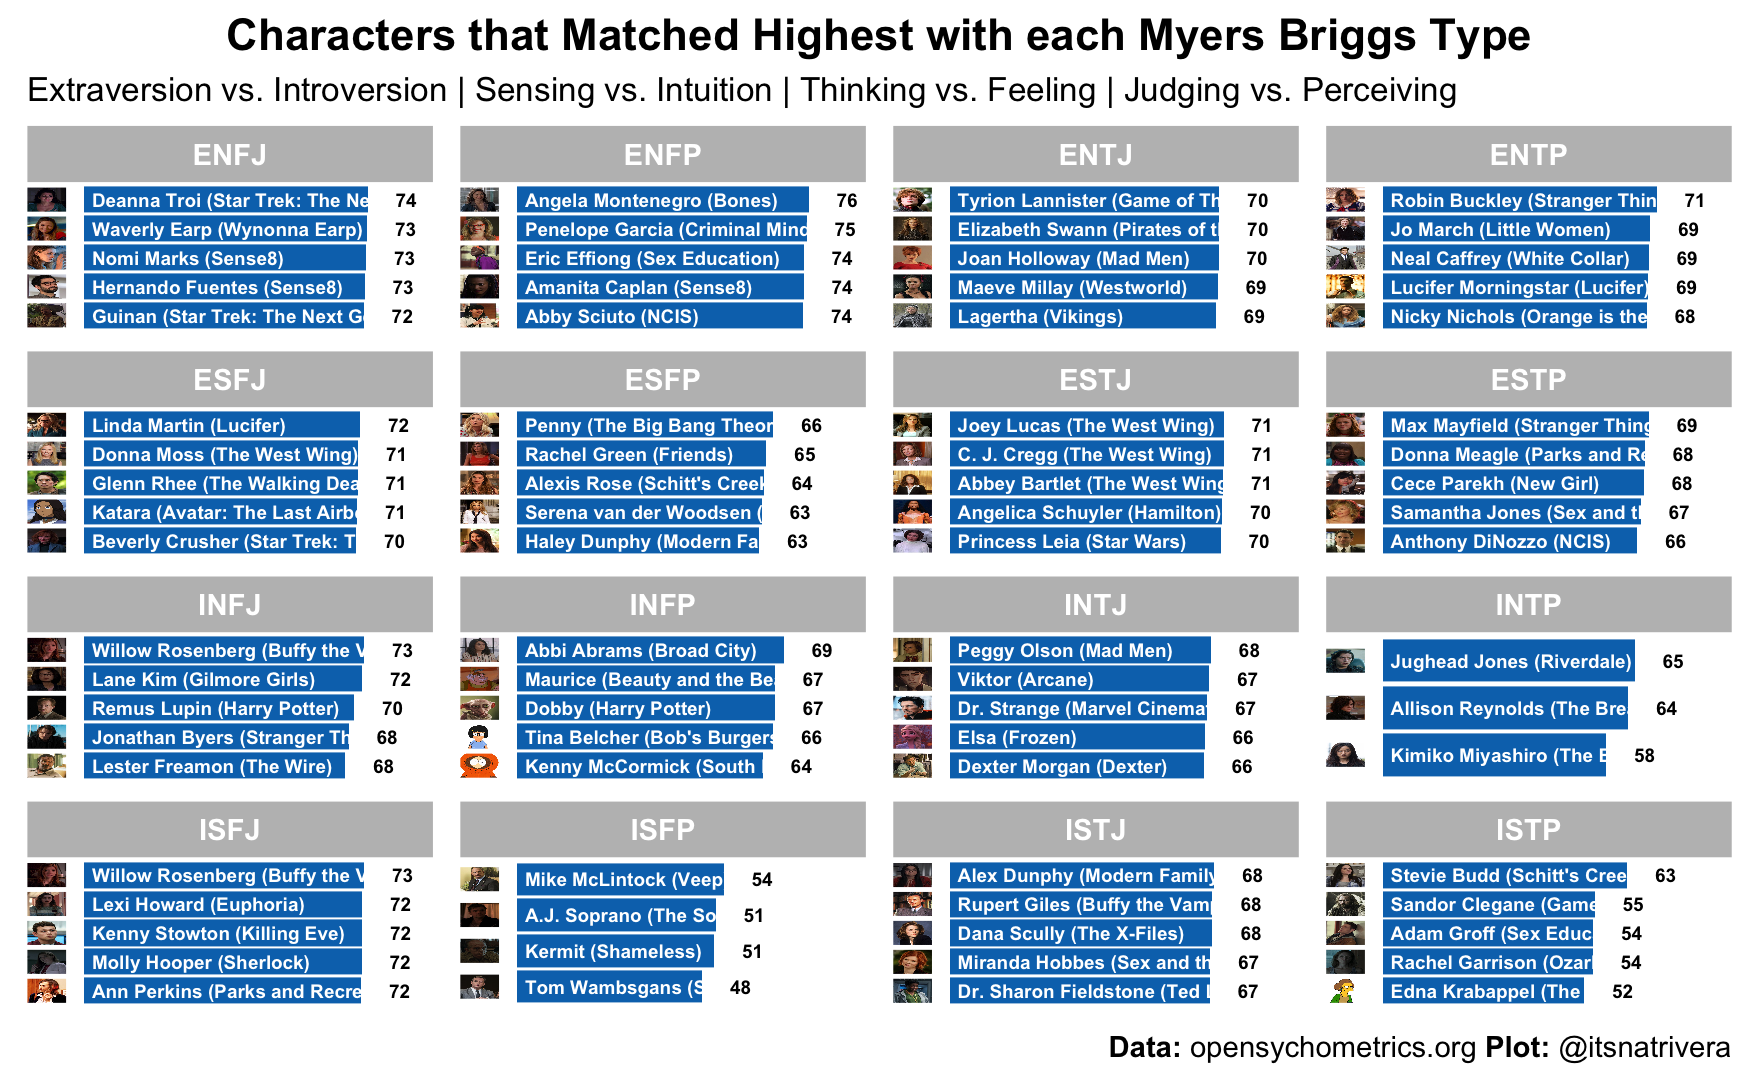 Characters that Matched Highest with each Myers Briggs Type
Extraversion vs. Introversion | Sensing vs. Intuition | Thinking vs. Feeling | Judging vs. Perceiving
ENFJ
Deanna Troi (Star Trek: The Ne 74
Waverly Earp (Wynonna Earp) 73
Nomi Marks (Sense8) 73
Hernando Fuentes (Sense8) 73
Guinan (Star Trek: The Next G 72
ENFP
Angela Montenegro (Bones) 76
Penelope Garcia (Criminal Mind 75
Eric Effiong (Sex Education) 74
Amanita Caplan (Sense8) 74
Abby Sciuto (NCIS) 74
ENTJ
Tyrion Lannister (Game of Th 70
Elizabeth Swann (Pirates of t 70
Joan Holloway (Mad Men) 70
Maeve Millay (Westworld) 69
Lagertha (Vikings) 69
ENTP
Robin Buckley (Stranger Thin 71
Jo March (Little Women) 69
Neal Caffrey (White Collar) 69
Lucifer Morningstar (Lucifer) 69
Nicky Nichols (Orange is the 68
ESFJ
Linda Martin (Lucifer) 72
Donna Moss (The West Wing) 71
Glenn Rhee (The Walking Dea 71
Katara (Avatar: The Last Airb 71
Beverly Crusher (Star Trek: T 70
ESFP
Penny (The Big Bang Theor 66
Rachel Green (Friends) 65
Alexis Rose (Schitt's Creek 64
Serena van der Woodsen ( 63
Haley Dunphy (Modern Fa 63
ESTJ
Joey Lucas (The West Wing) 71
C. J. Cregg (The West Wing) 71
Abbey Bartlet (The West Wing 71
Angelica Schuyler (Hamilton) 70
Princess Leia (Star Wars) 70
ESTP
Max Mayfield (Stranger Thing 69
Donna Meagle (Parks and Re 68
Cece Parekh (New Girl) 68
Samantha Jones (Sex and t 67
Anthony DiNozzo (NCIS) 66
INFJ
Willow Rosenberg (Buffy the V 73
Lane Kim (Gilmore Girls) 72
Remus Lupin (Harry Potter) 70
Jonathan Byers (Stranger Th 68
Lester Freamon (The Wire) 68
INFP
Abbi Abrams (Broad City) 69
Maurice (Beauty and the Be 67
Dobby (Harry Potter) 67
Tina Belcher (Bob's Burgers 66
Kenny McCormick (South 64
INTJ
Peggy Olson (Mad Men) 68
Viktor (Arcane) 67
Dr. Strange (Marvel Cinema 67
Elsa (Frozen) 66
Dexter Morgan (Dexter) 66
INTP
Jughead Jones (Riverdale) 65
Allison Reynolds (The Bre 64
Kimiko Miyashiro (The 58
ISFJ
Willow Rosenberg (Buffy the V 73
Lexi Howard (Euphoria) 72
Kenny Stowton (Killing Eve) 72
Molly Hooper (Sherlock) 72
Ann Perkins (Parks and Recre 72
ISFP
Mike McLintock (Veep 54
A.J. Soprano (The So 51
Kermit (Shameless) 51
Tom Wambsgans (S 48
ISTJ
Alex Dunphy (Modern Family 68
Rupert Giles (Buffy the Vam 68
Dana Scully (The X-Files) 68
Miranda Hobbes (Sex and th 67
Dr. Sharon Fieldstone (Ted 67
ISTP
Stevie Budd (Schitt's Cree 63
Sandor Clegane (Game 55
Adam Groff (Sex Educ 54
Rachel Garrison (Ozar 54
Edna Krabappel (The 52
Data: opensychometrics.org Plot: @itsnatrivera